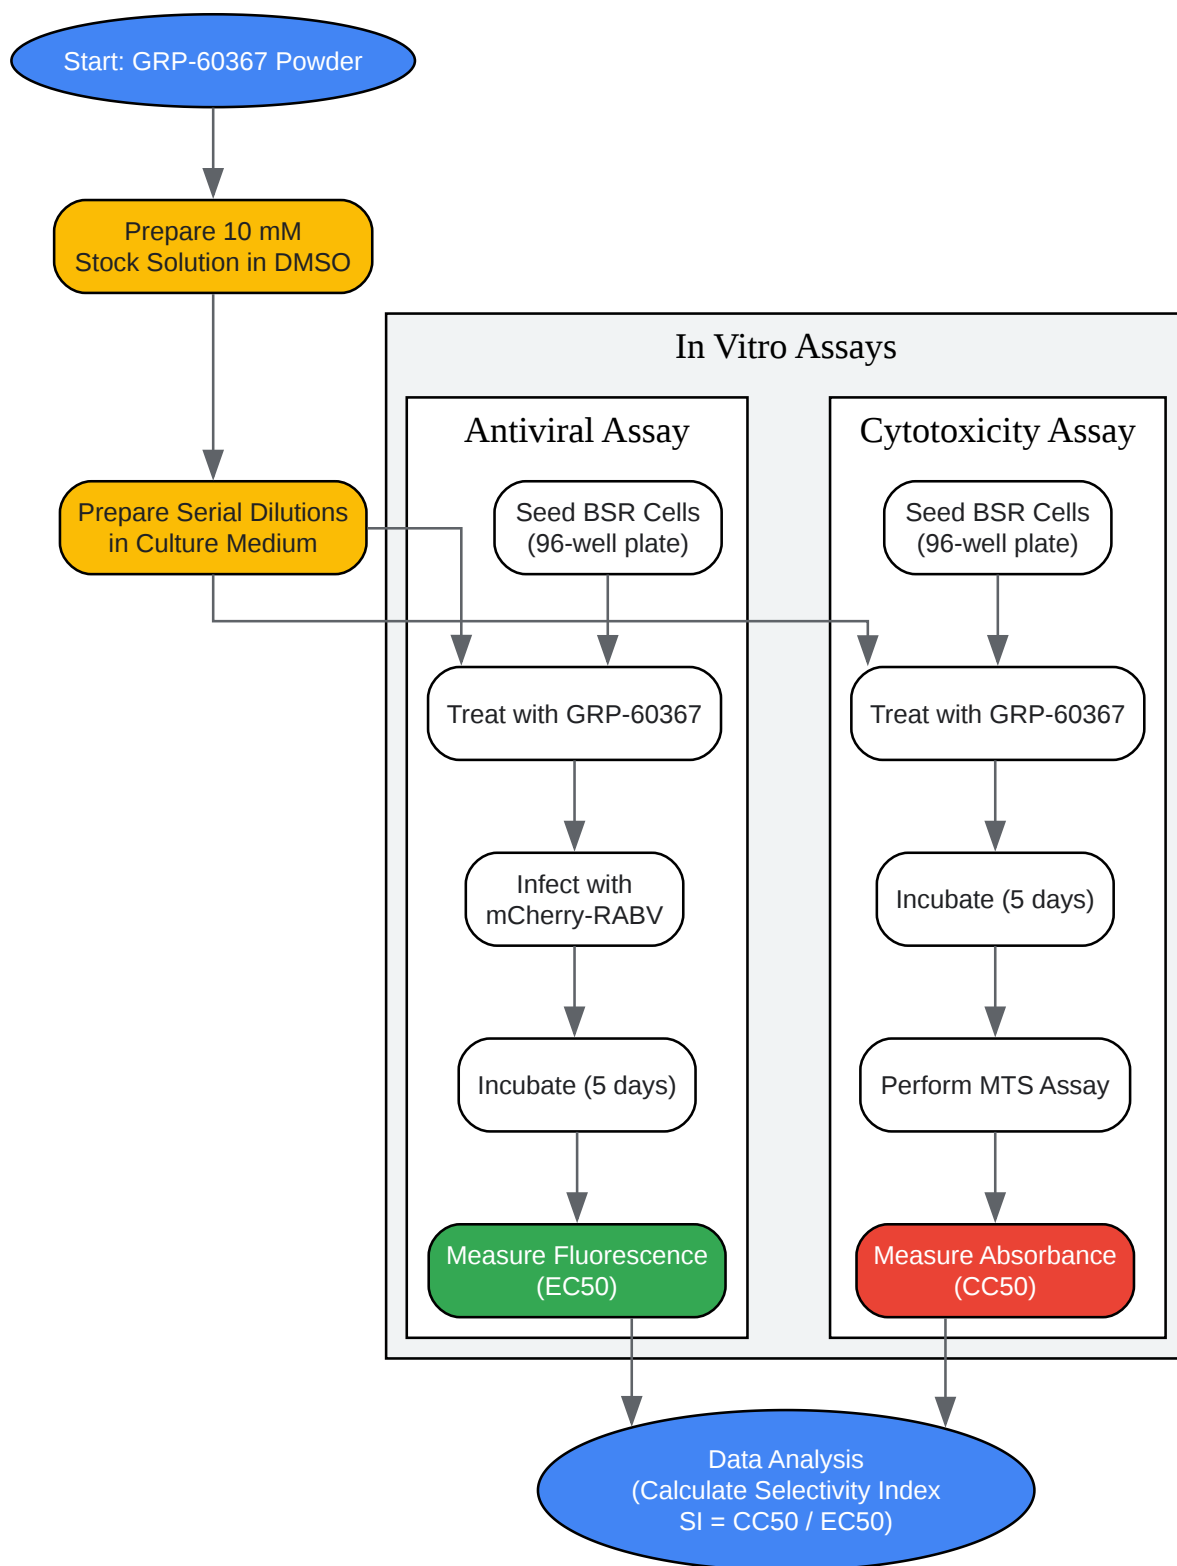 Start: GRP-60367 Powder
Prepare 10 mM
Stock Solution in DMSO
Prepare Serial Dilutions
in Culture Medium
In Vitro Assays
Antiviral Assay
Seed BSR Cells
(96-well plate)
Treat with GRP-60367
Infect with
mCherry-RABV
Incubate (5 days)
Measure Fluorescence
(EC50)
Cytotoxicity Assay
Seed BSR Cells
(96-well plate)
Treat with GRP-60367
Incubate (5 days)
Perform MTS Assay
Measure Absorbance
(CC50)
Data Analysis
(Calculate Selectivity Index
SI = CC50 / EC50)